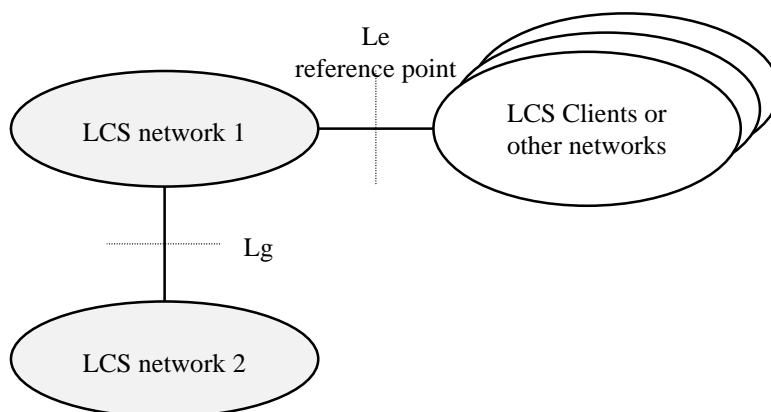 Le
reference point
LCS network 1
LCS Clients or
other networks
Lg
LCS network 2